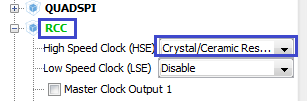 QUADSPI
RCC
High Speed Clock (HSE) Crystal/Ceramic Res...
Low Speed Clock (LSE) Disable
Master Clock Output 1